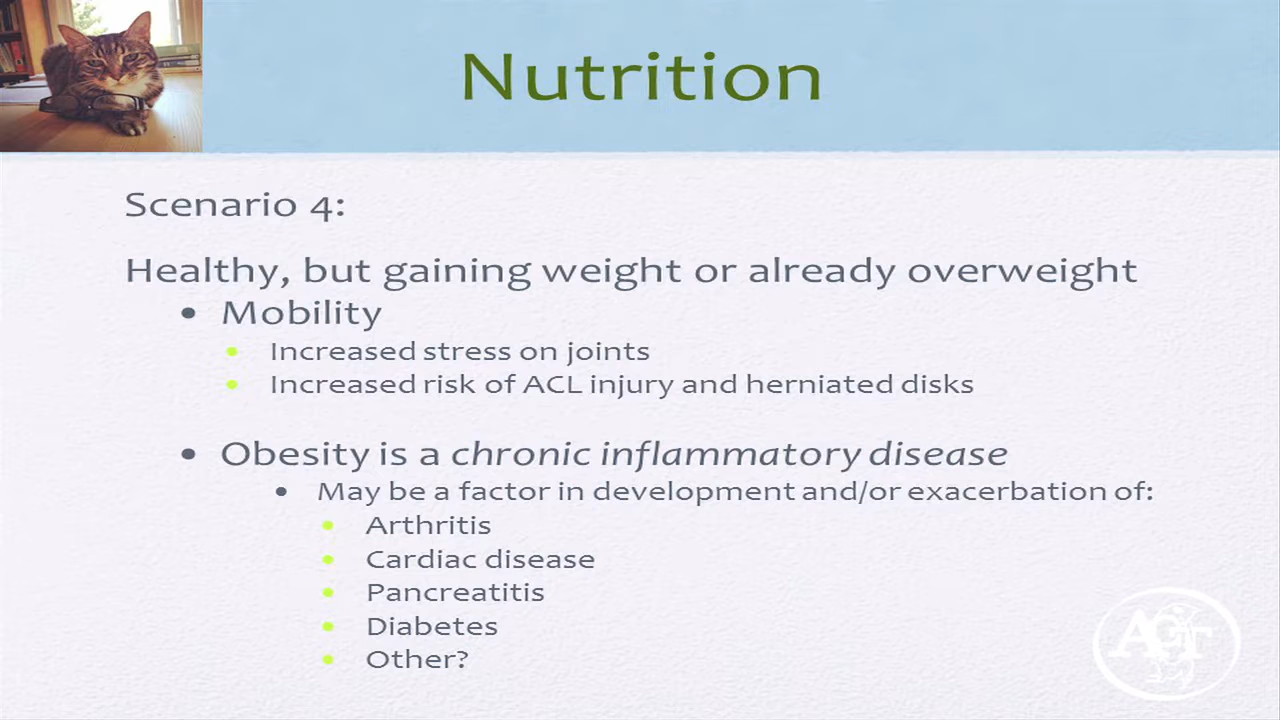 Nutrition
Scenario 4:
Healthy, but gaining weight or already overweight
• Mobility
• Increased stress on joints
• Increased risk of ACL injury and herniated disks
• Obesity is a chronic inflammatory disease
• May be a factor in development and/or exacerbation of:
• Arthritis
• Cardiac disease
• Pancreatitis
• Diabetes
• Other?
AGT